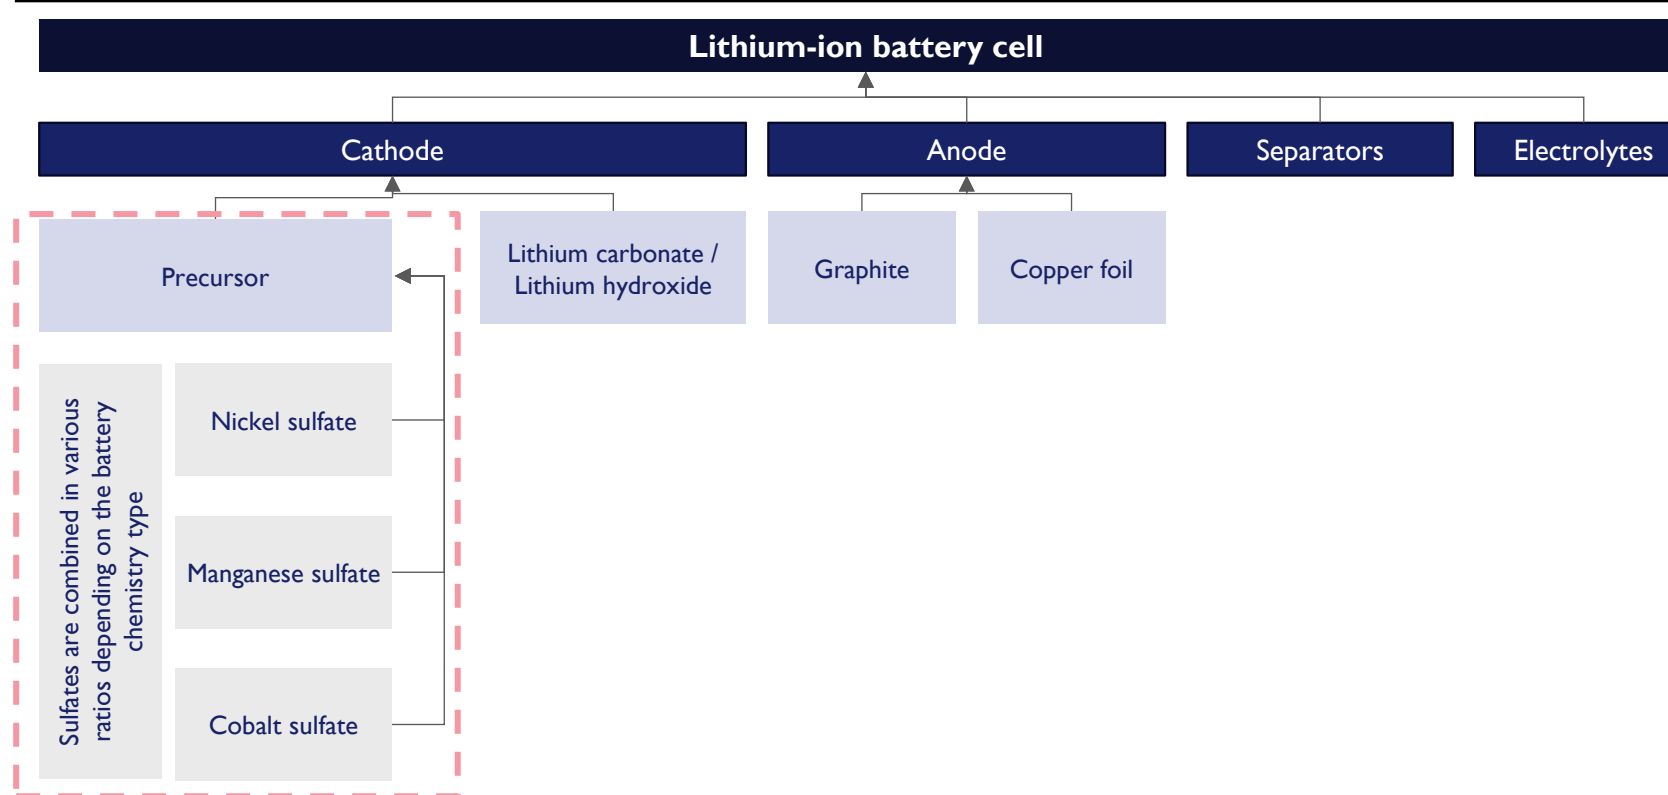 Lithium-ion battery cell
Cathode
Anode
Separators
Electrolytes
Precursor
Lithium carbonate /
Lithium hydroxide
Graphite
Copper foil
Sulfates are combined in various
ratios depending on the battery
chemistry type
Nickel sulfate
Manganese sulfate
Cobalt sulfate